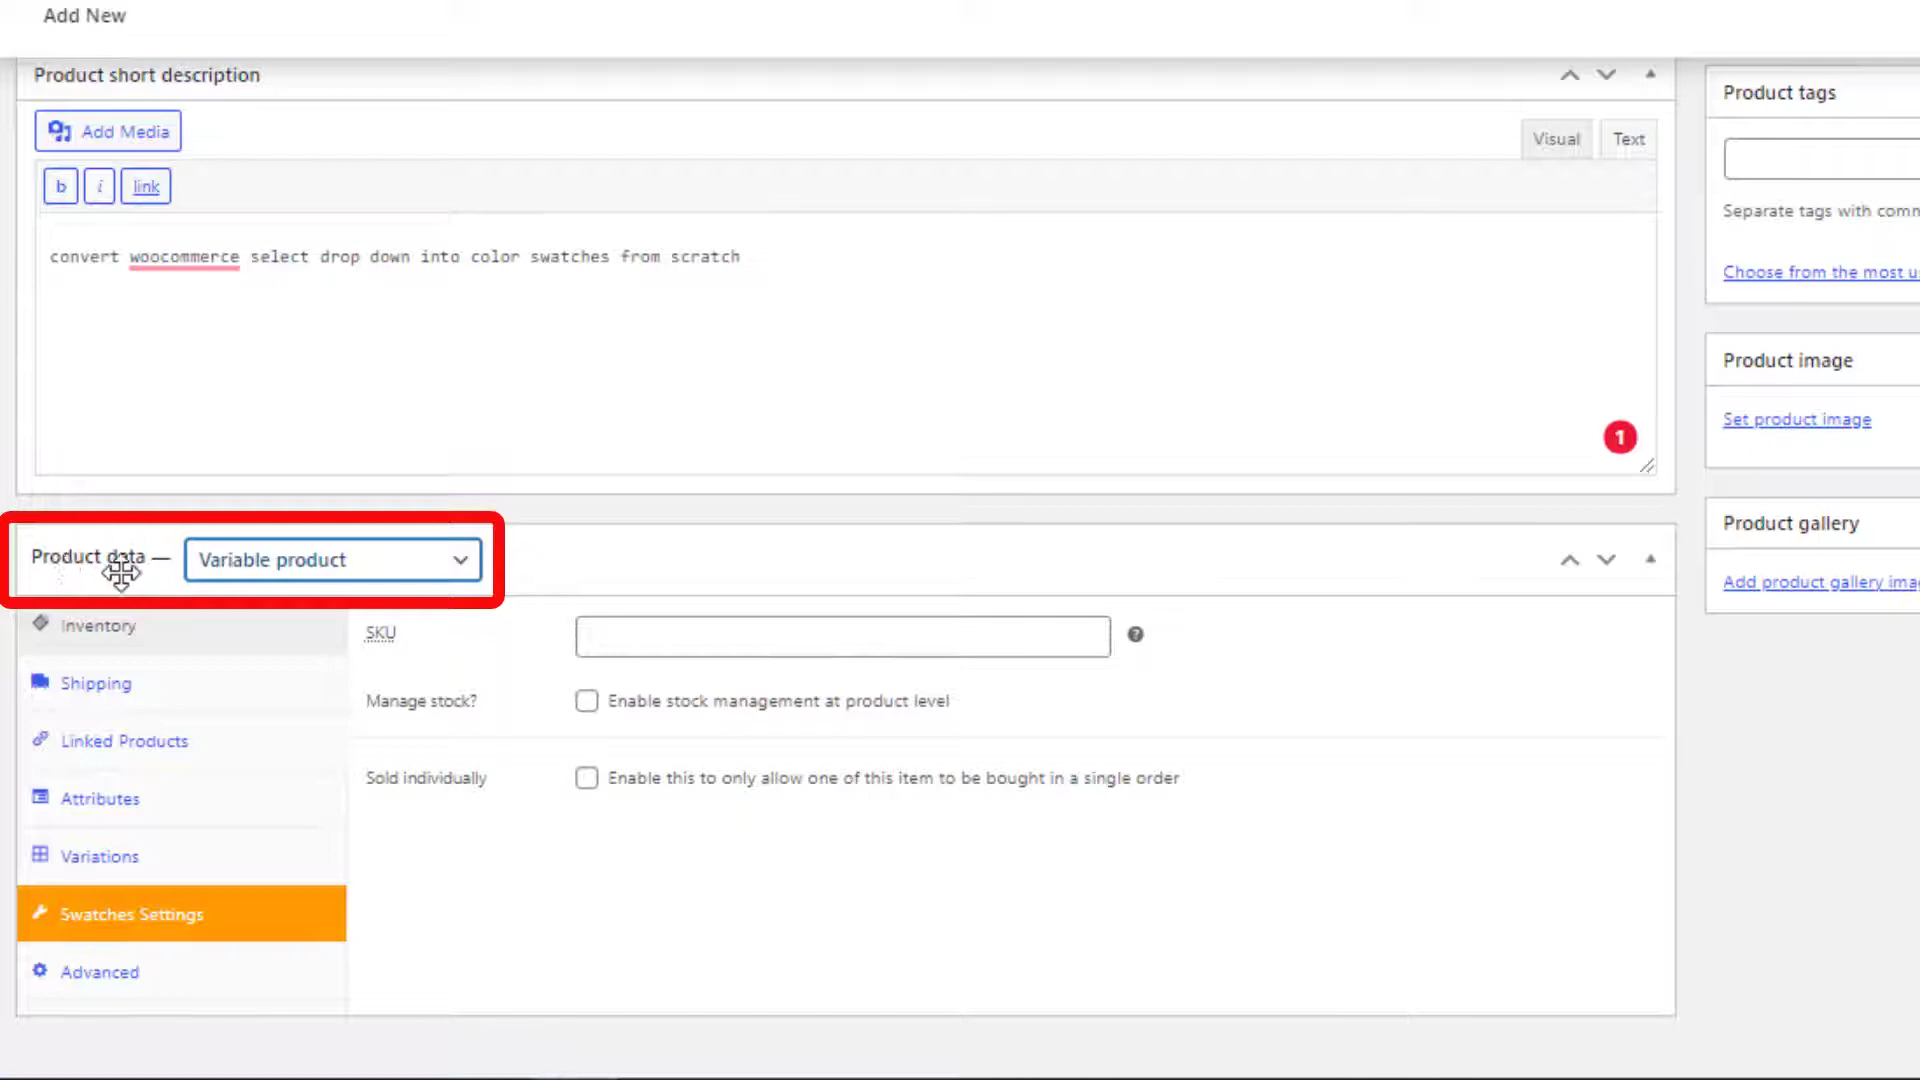 Add New
Product short description
Product tags
Add Media
Visual
Text
b
i
link
Separate tags with
convert woocommerce select drop down into color swatches from scratch
Choose from the most
Product image
Set product image
1
Product gallery
Product data —
Variable product
Add product gallery
Inventory
SKU
?
Shipping
Manage stock?
Enable stock management at product level
Linked Products
Sold individually
Enable this to only allow one of this item to be bought in a single order
Attributes
Variations
Swatches Settings
Advanced